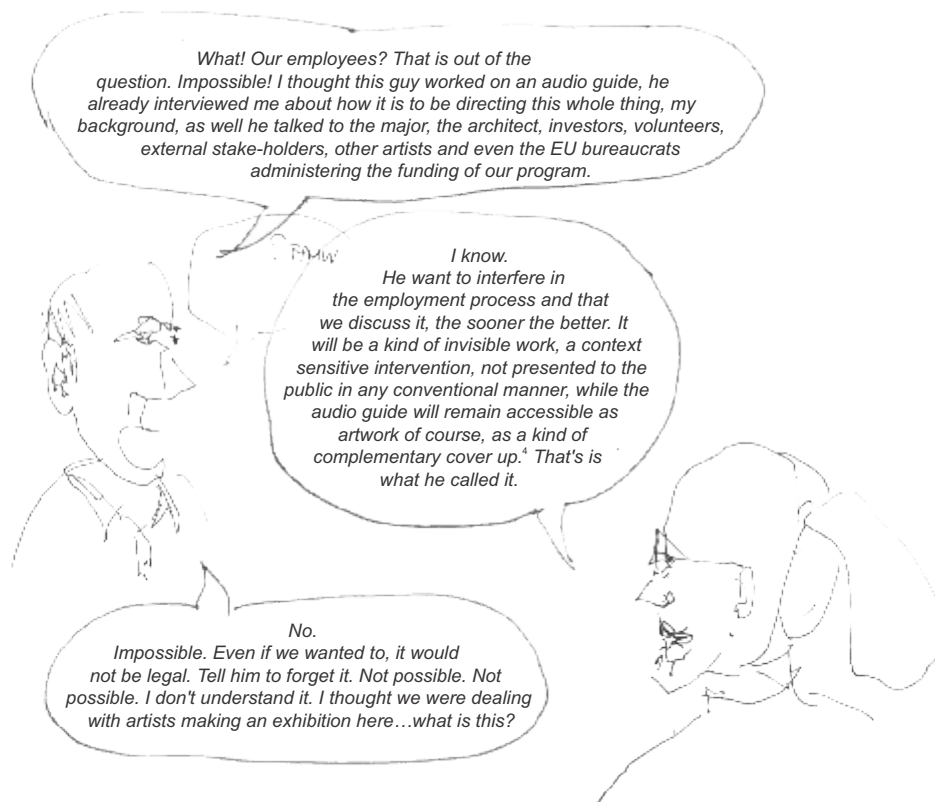 What! Our employees? That is out of the
question. Impossible! I thought this guy worked on an audio guide, he
already interviewed me about how it is to be directing this whole thing, my
background, as well he talked to the major, the architect, investors, volunteers,
external stake-holders, other artists and even the EU bureaucrats
administering the funding of our program.
I know.
He want to interfere in
the employment process and that
we discuss it, the sooner the better. It
will be a kind of invisible work, a context
sensitive intervention, not presented to the
public in any conventional manner, while the
audio guide will remain accessible as
artwork of course, as a kind of
complementary cover up.⁴ That's is
what he called it.
No.
Impossible. Even if we wanted to, it would
not be legal. Tell him to forget it. Not possible. Not
possible. I don't understand it. I thought we were dealing
with artists making an exhibition here…what is this?